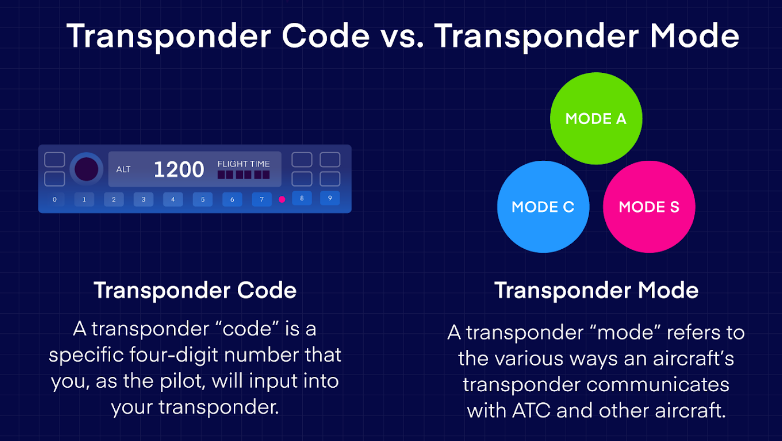 Transponder Code vs. Transponder Mode
ALT
1200
FLIGHT TIME
0 1 2 3 4 5 6 7 8 9
MODE A
MODE C
MODE S
Transponder Code
A transponder “code” is a
specific four-digit number that
you, as the pilot, will input into
your transponder.
Transponder Mode
A transponder “mode” refers to
the various ways an aircraft’s
transponder communicates
with ATC and other aircraft.